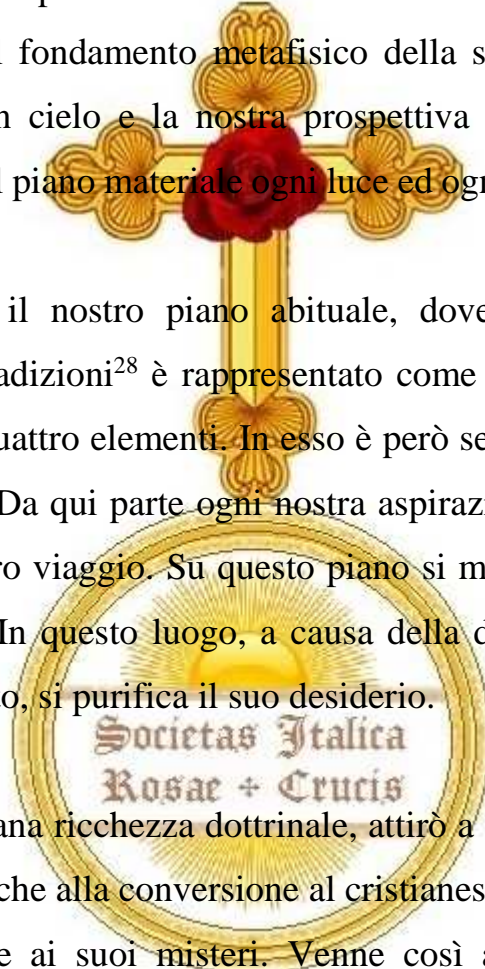 l fondamento metafisico della s
n cielo e la nostra prospettiva
l piano materiale ogni luce ed ogn
il nostro piano abituale, dove
adizioni28 è rappresentato come
uattro elementi. In esso è però se
Da qui parte ogni nostra aspiraz
ro viaggio. Su questo piano si m
In questo luogo, a causa della d
o, si purifica il suo desiderio.
Societas Italica
Rosae + Crucis
ana ricchezza dottrinale, attirò a
che alla conversione al cristianes
e ai suoi misteri. Venne così a